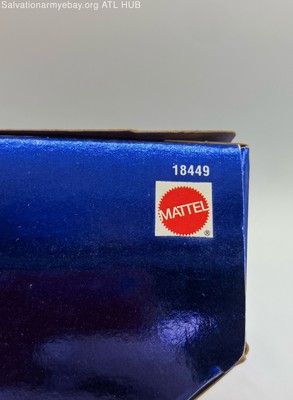 Salvationarmyebay.org ATL HUB
18449
MATTEL
®